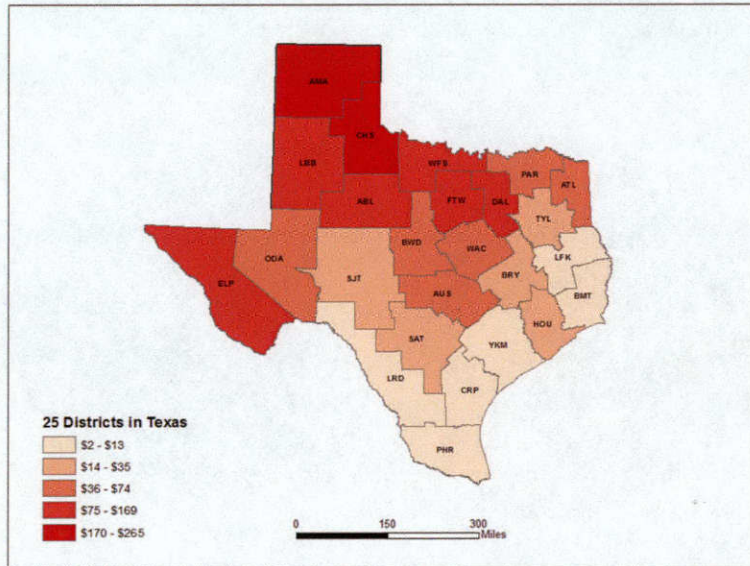 AMA
CHS
LBB
WFS
PAR
ATL
ABL
FTW
DAL
TYL
ELP
ODA
BWD
WAC
LFK
SJT
BRY
BMT
AUS
HOU
SAT
YKM
LRD
CRP
PHR
25 Districts in Texas
$2 - $13
$14 - $35
$36 - $74
$75 - $169
$170 - $265
0 150 300
Miles